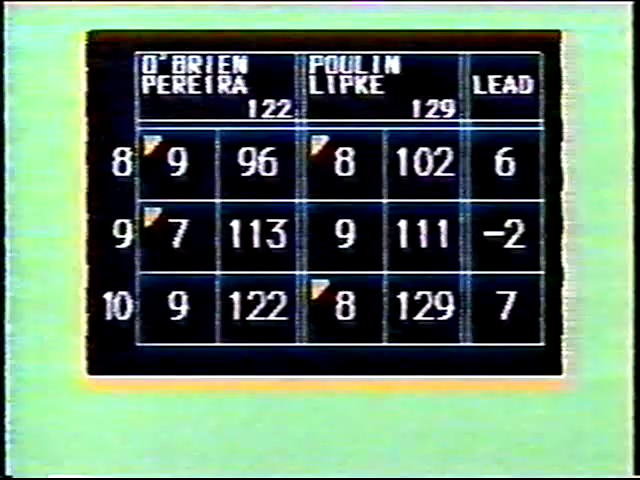 O'BRIEN POULIN
PEREIRA LIPKE LEAD
122 129
8 9 96 8 102 6
9 7 113 9 111 -2
10 9 122 8 129 7